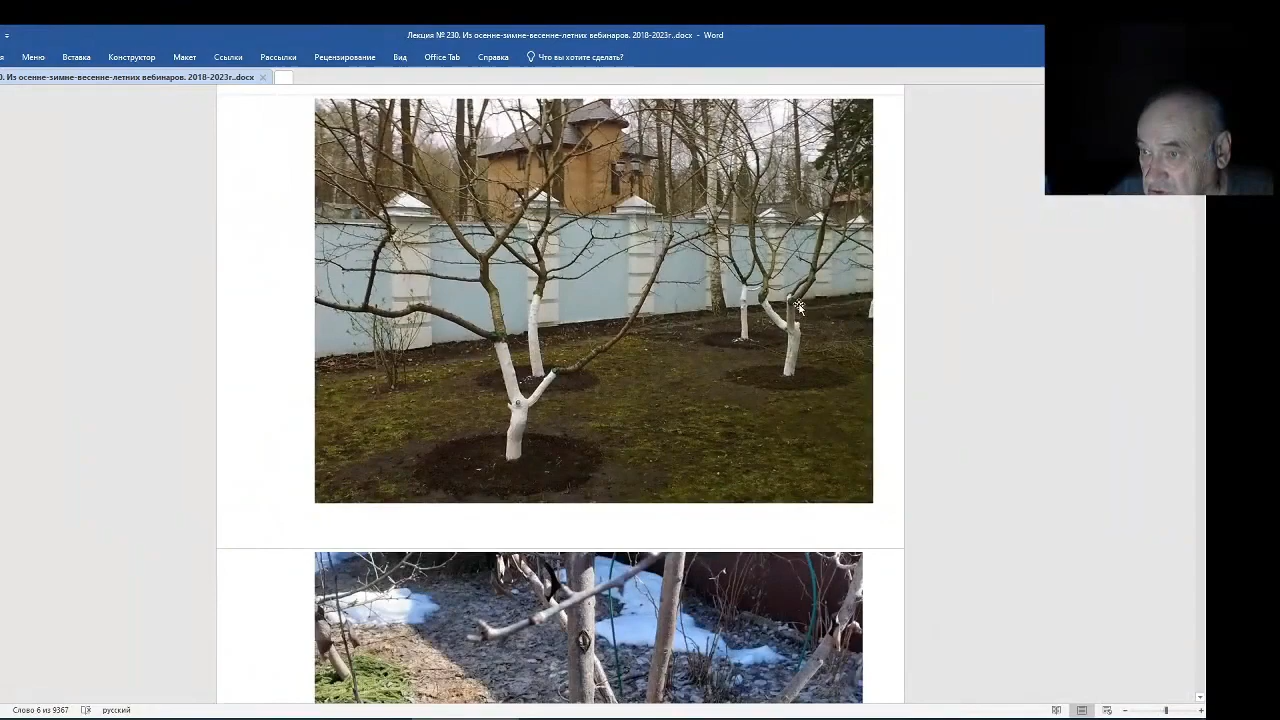 Лекция № 230. Из осенне-зимне-весенне-летних вебинаров. 2018-2023г..docx - Word
я Меню Вставка Конструктор Макет Ссылки Рассылки Рецензирование Вид Office Tab Справка Что вы хотите сделать?
0. Из осенне-зимне-весенне-летних вебинаров. 2018-2023г..docx
Слово 6 из 9367 русский